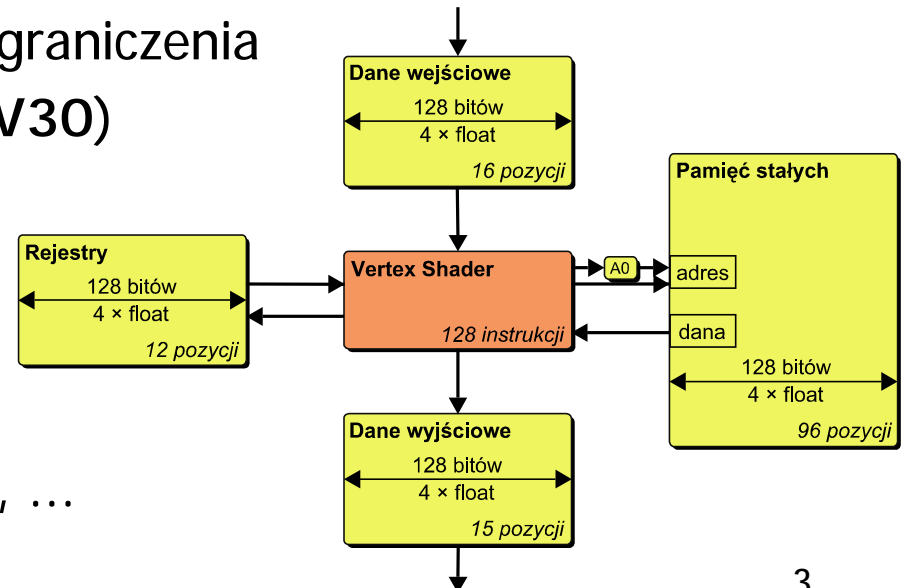 graniczenia
V30)
Dane wejściowe
128 bitów
4 × float
16 pozycji
Rejestry
128 bitów
4 × float
12 pozycji
Vertex Shader
128 instrukcji
A0
Pamięć stałych
adres
dana
128 bitów
4 × float
96 pozycji
Dane wyjściowe
128 bitów
4 × float
15 pozycji
, ...
3